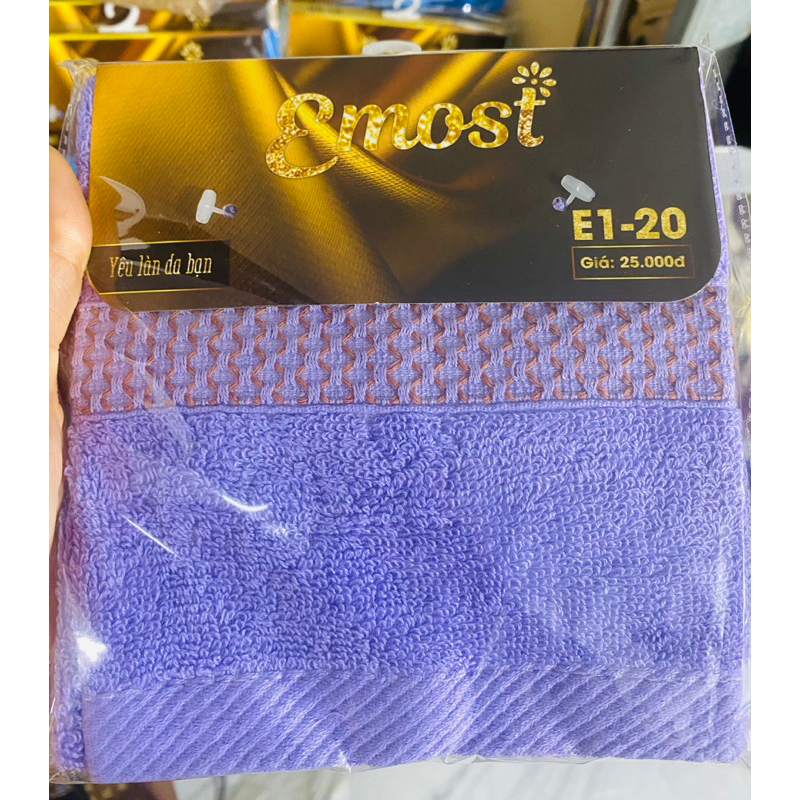 Emost
E1-20
Giá: 25.000đ
Yêu làn da bạn